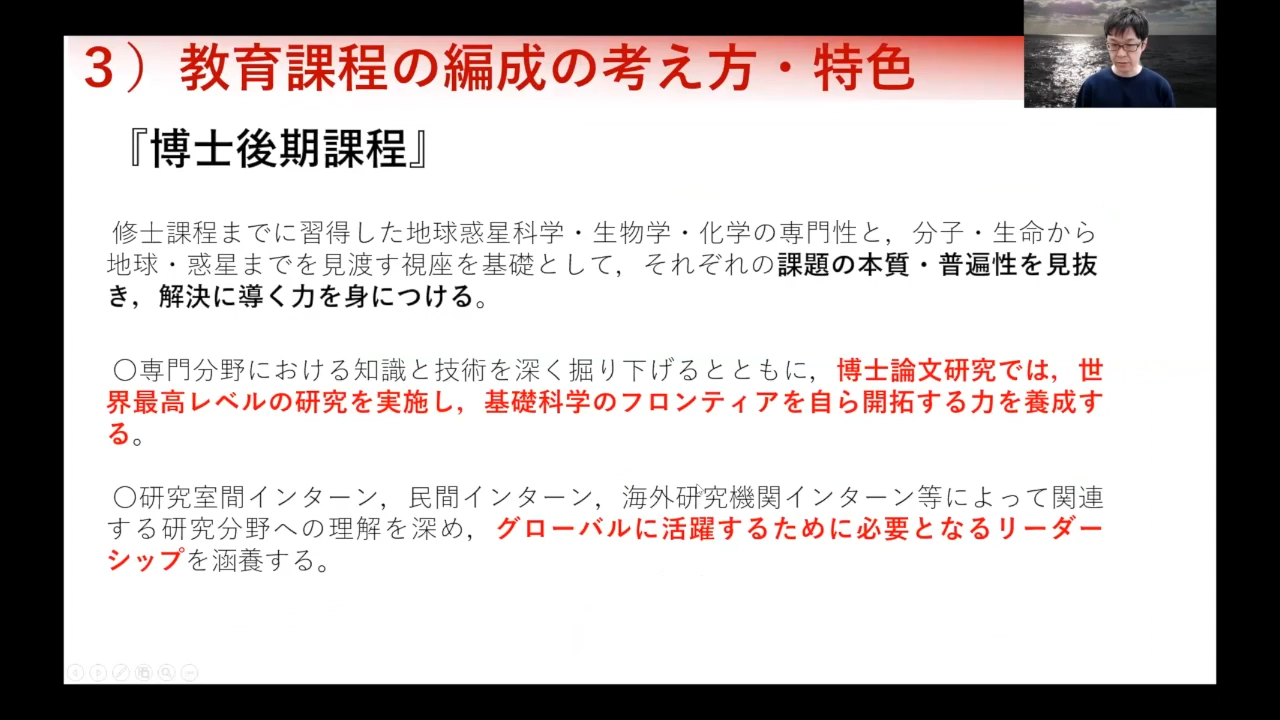 ３）教育課程の編成の考え方・特色
『博士後期課程』
修士課程までに習得した地球惑星科学・生物学・化学の専門性と，分子・生命から
地球・惑星までを見渡す視座を基礎として，それぞれの課題の本質・普遍性を見抜
き，解決に導く力を身につける。
〇専門分野における知識と技術を深く掘り下げるとともに，博士論文研究では，世
界最高レベルの研究を実施し，基礎科学のフロンティアを自ら開拓する力を養成す
る。
〇研究室間インターン，民間インターン，海外研究機関インターン等によって関連
する研究分野への理解を深め，グローバルに活躍するために必要となるリーダー
シップを涵養する。